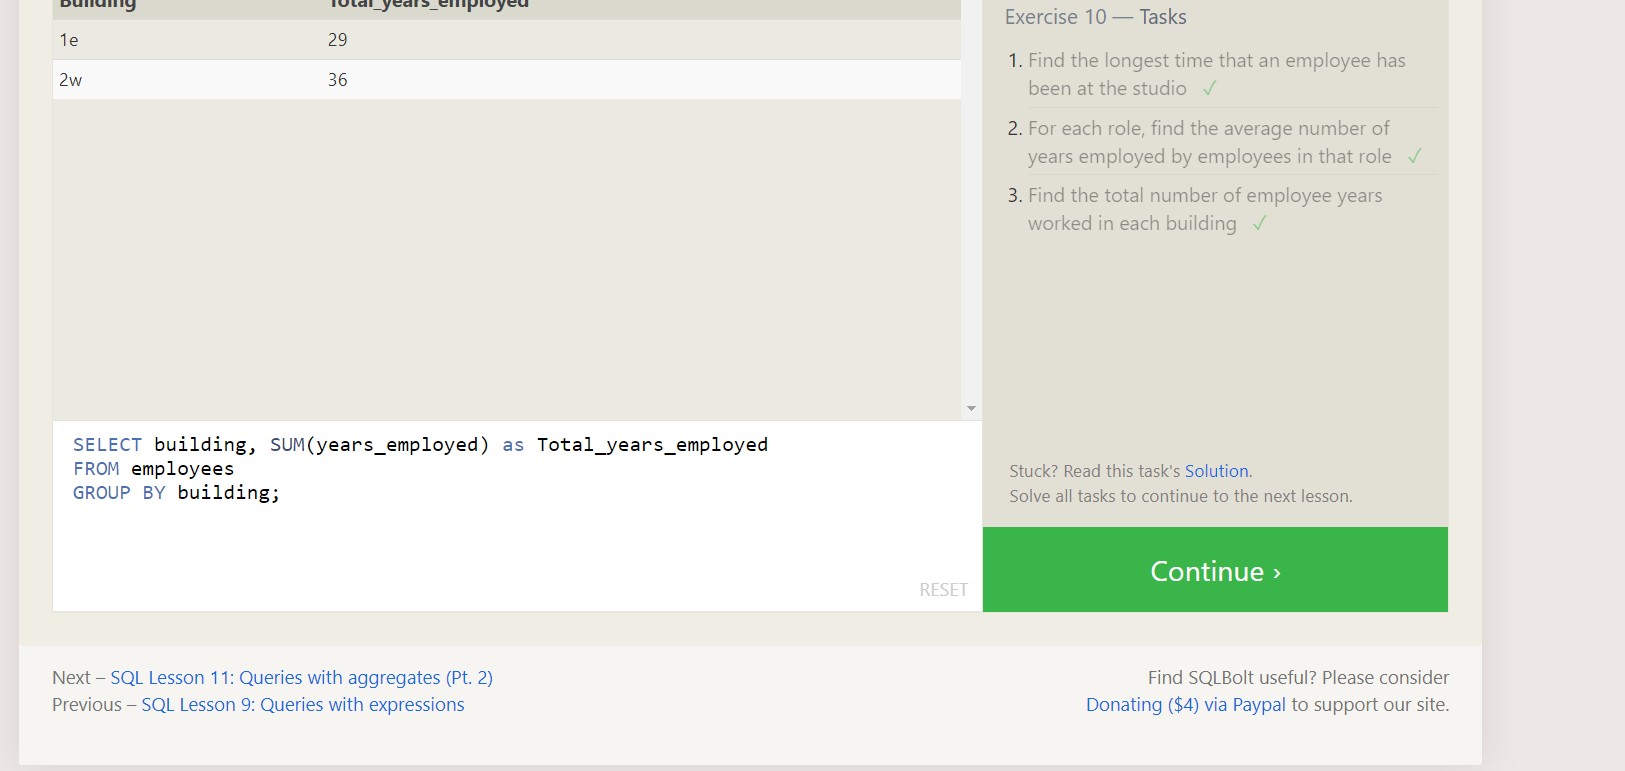 Building Total_years_employed
1e 29
2w 36
SELECT building, SUM(years_employed) as Total_years_employed
FROM employees
GROUP BY building;
RESET
Exercise 10 — Tasks
1. Find the longest time that an employee has
been at the studio ✓
2. For each role, find the average number of
years employed by employees in that role ✓
3. Find the total number of employee years
worked in each building ✓
Stuck? Read this task's Solution.
Solve all tasks to continue to the next lesson.
Continue ›
Next – SQL Lesson 11: Queries with aggregates (Pt. 2)
Previous – SQL Lesson 9: Queries with expressions
Find SQLBolt useful? Please consider
Donating ($4) via Paypal to support our site.